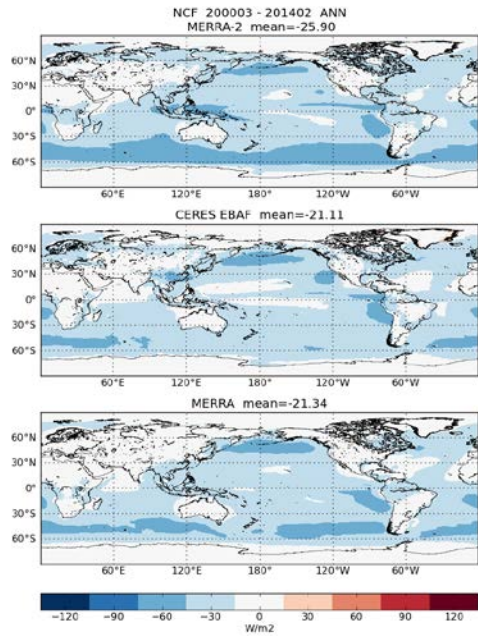 NCF 200003 - 201402 ANN
MERRA-2 mean=-25.90
60°N
30°N
0°
30°S
60°S
60°E 120°E 180° 120°W 60°W
CERES EBAF mean=-21.11
60°N
30°N
0°
30°S
60°S
60°E 120°E 180° 120°W 60°W
MERRA mean=-21.34
60°N
30°N
0°
30°S
60°S
60°E 120°E 180° 120°W 60°W
−120 −90 −60 −30 0 30 60 90 120
W/m2